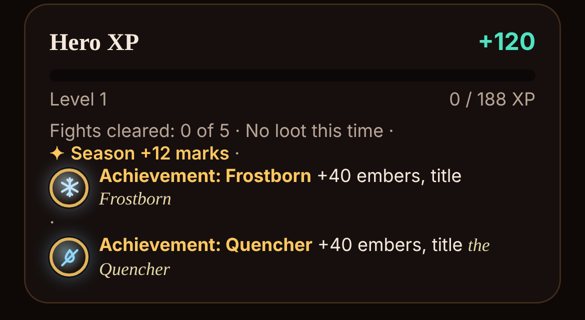 Hero XP +120
Level 1 0 / 188 XP
Fights cleared: 0 of 5 · No loot this time ·
✦ Season +12 marks ·
Achievement: Frostborn +40 embers, title
Frostborn
·
Achievement: Quencher +40 embers, title the
Quencher